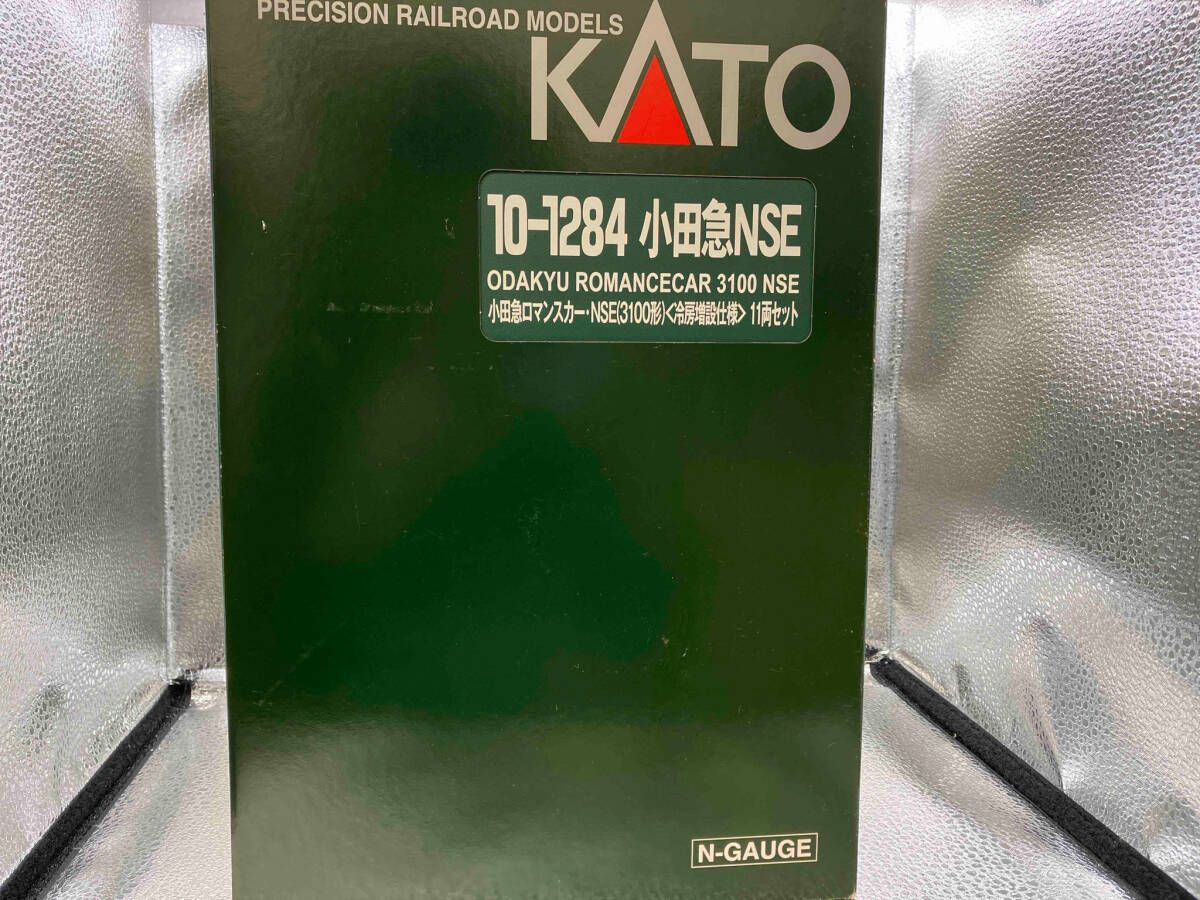 PRECISION RAILROAD MODELS
KATO
10-1284 小田急NSE
ODAKYU ROMANCECAR 3100 NSE
小田急ロマンスカー・NSE(3100形)<冷房増設仕様> 11両セット
N-GAUGE